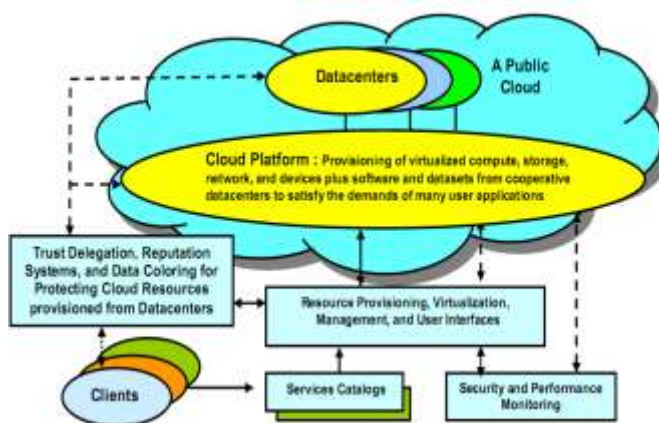 Datacenters
A Public
Cloud
Cloud Platform : Provisioning of virtualized compute, storage,
network, and devices plus software and datasets from cooperative
datacenters to satisfy the demands of many user applications
Trust Delegation, Reputation
Systems, and Data Coloring for
Protecting Cloud Resources
provisioned from Datacenters
Resource Provisioning, Virtualization,
Management, and User Interfaces
Clients
Services Catalogs
Security and Performance
Monitoring